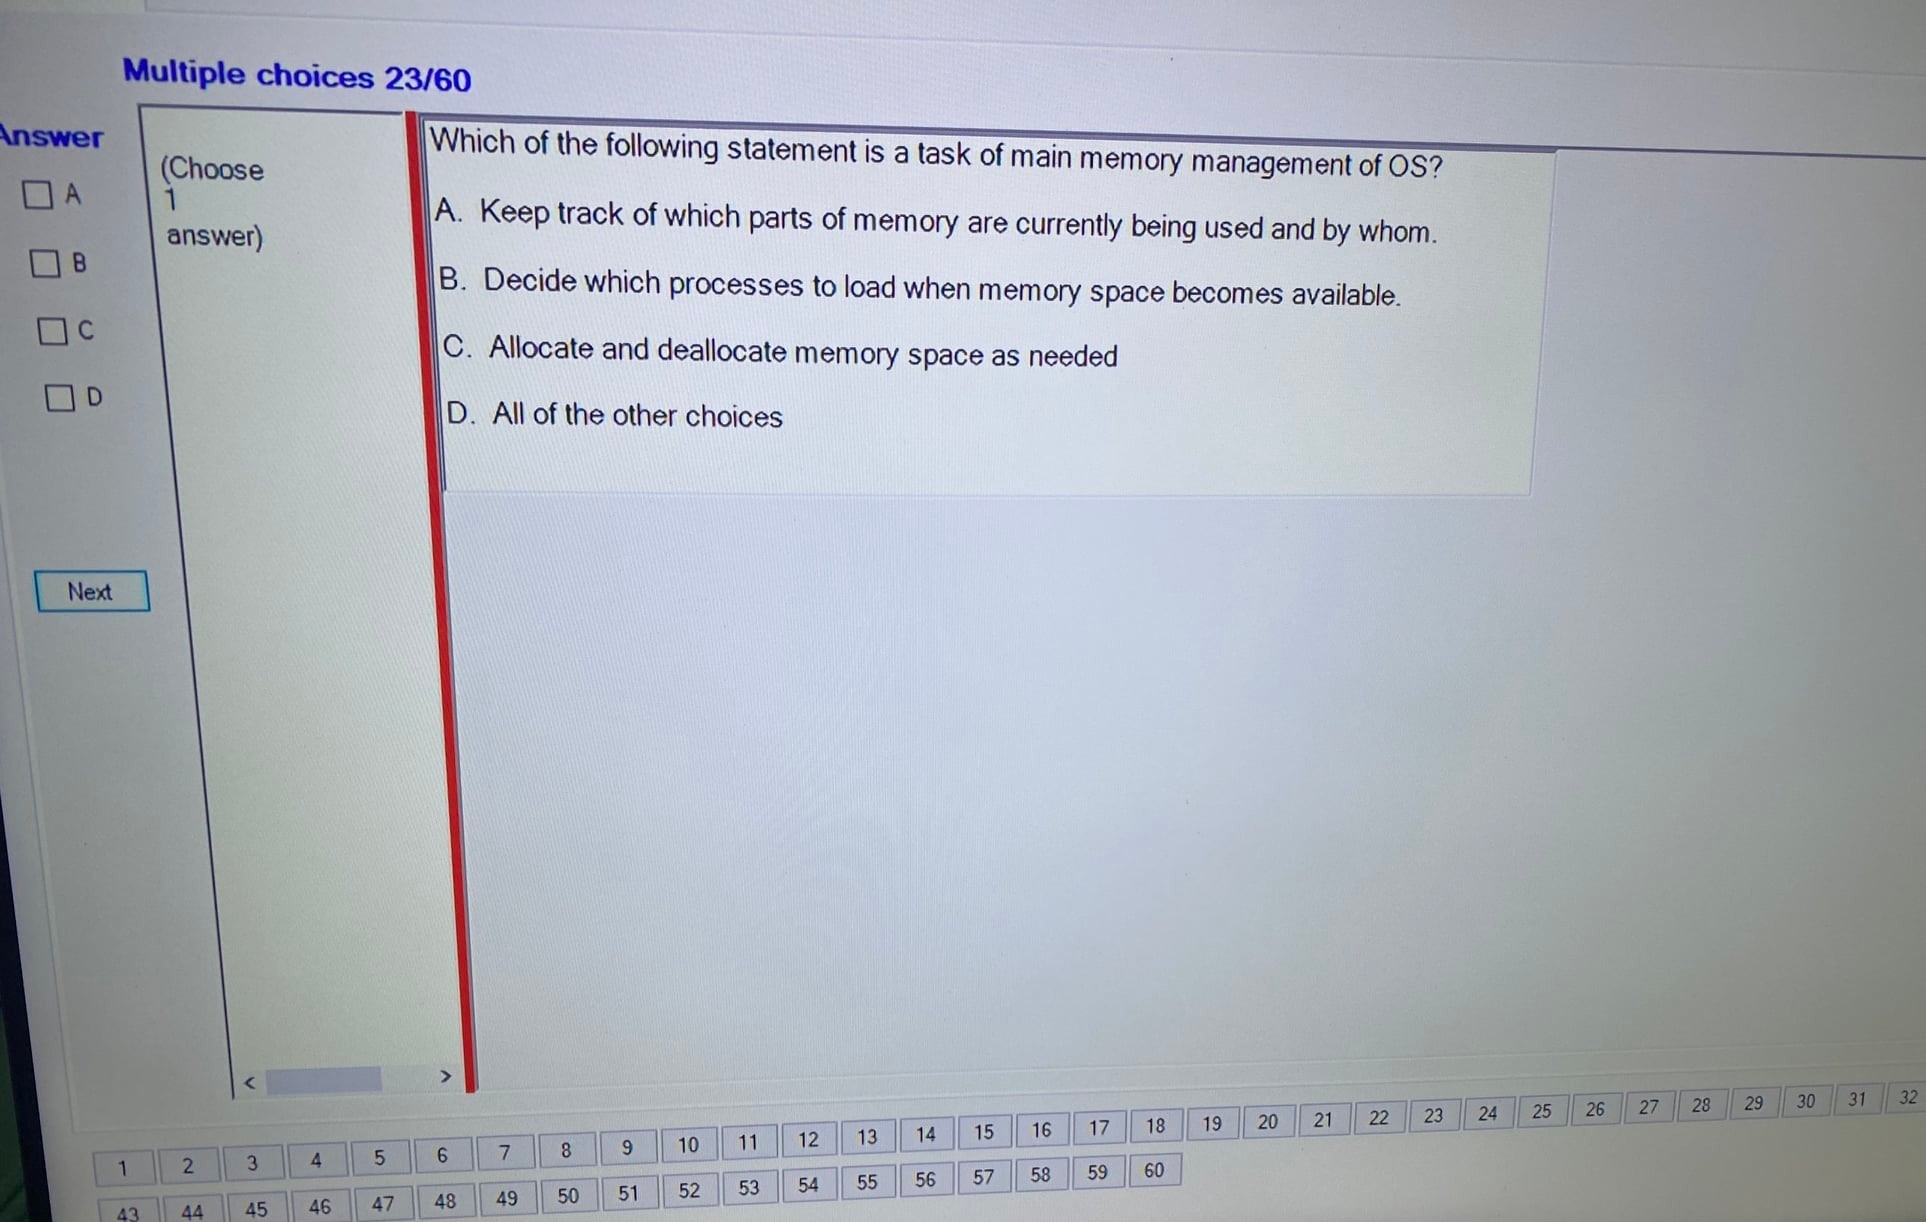 Multiple choices 23/60
Answer
A
B
C
D
Next
(Choose
1
answer)
Which of the following statement is a task of main memory management of OS?
A. Keep track of which parts of memory are currently being used and by whom.
B. Decide which processes to load when memory space becomes available.
C. Allocate and deallocate memory space as needed
D. All of the other choices
< >
1 2 3 4 5 6 7 8 9 10 11 12 13 14 15 16 17 18 19 20 21 22 23 24 25 26 27 28 29 30 31 32
43 44 45 46 47 48 49 50 51 52 53 54 55 56 57 58 59 60